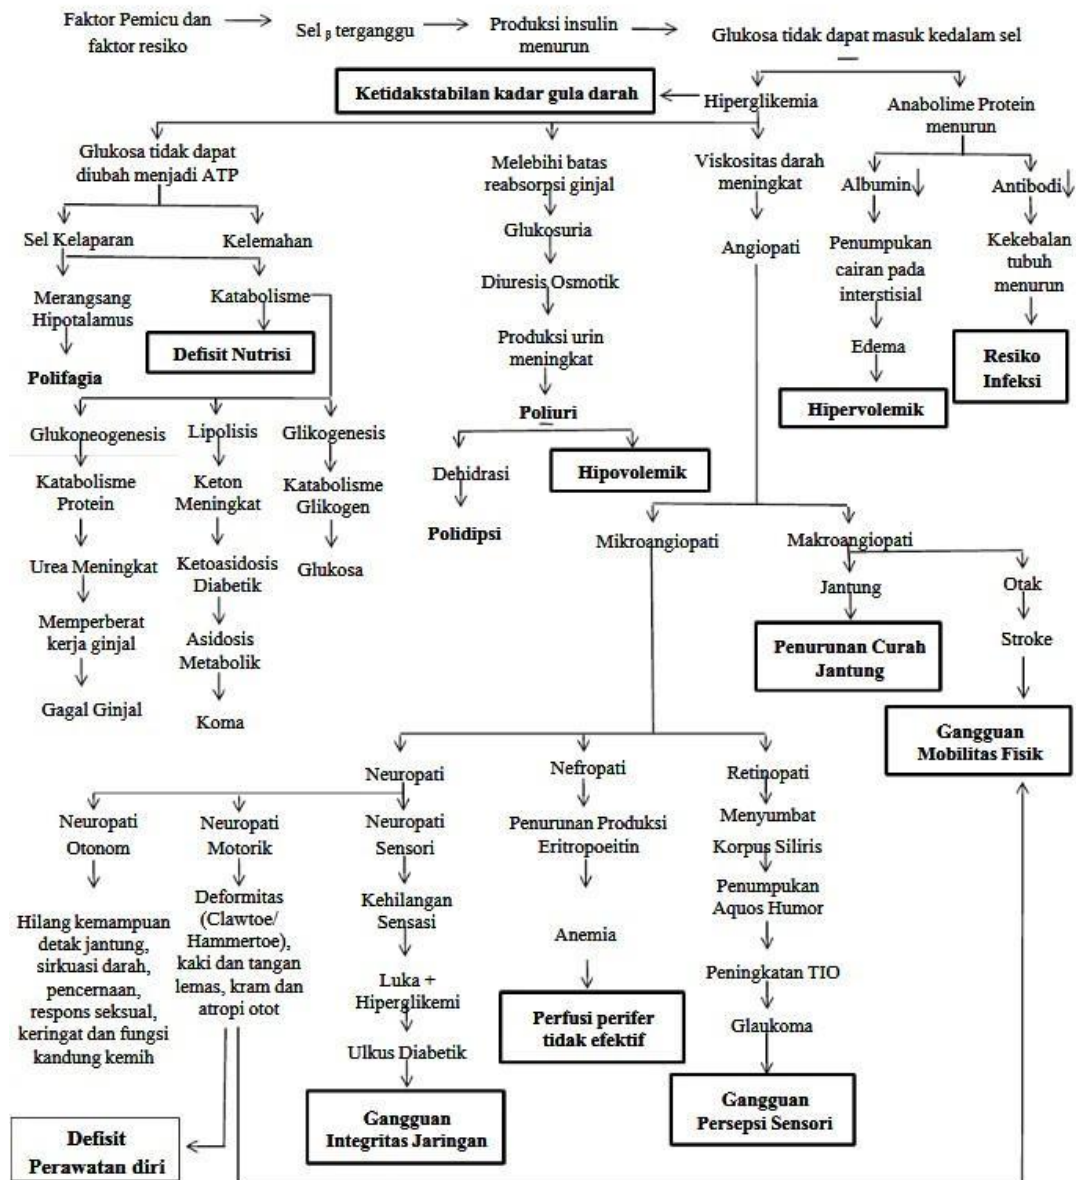 Faktor Pemicu dan
faktor resiko
Sel β terganggu
Produksi insulin
menurun
Glukosa tidak dapat masuk kedalam sel
Ketidakstabilan kadar gula darah
Hiperglikemia
Anabolime Protein
menurun
Glukosa tidak dapat
diubah menjadi ATP
Melebihi batas
reabsorpsi ginjal
Viskositas darah
meningkat
Albumin↓
Antibodi↓
Sel Kelaparan
Kelemahan
Glukosuria
Angiopati
Penumpukan
cairan pada
interstisial
Kekebalan
tubuh
menurun
Merangsang
Hipotalamus
Katabolisme
Diuresis Osmotik
Defisit Nutrisi
Produksi urin
meningkat
Edema
Resiko
Infeksi
Polifagia
Poliuri
Hipervolemik
Glukoneogenesis
Lipolisis
Glikogenesis
Dehidrasi
Hipovolemik
Katabolisme
Protein
Keton
Meningkat
Katabolisme
Glikogen
Polidipsi
Mikroangiopati
Makroangiopati
Urea Meningkat
Ketoasidosis
Diabetik
Glukosa
Jantung
Otak
Memperberat
kerja ginjal
Asidosis
Metabolik
Penurunan Curah
Jantung
Stroke
Gagal Ginjal
Koma
Gangguan
Mobilitas Fisik
Neuropati
Nefropati
Retinopati
Neuropati
Otonom
Neuropati
Motorik
Neuropati
Sensori
Penurunan Produksi
Eritropoeitin
Menyumbat
Korpus Siliris
Hilang kemampuan
detak jantung,
sirkuasi darah,
pencernaan,
respons seksual,
keringat dan fungsi
kandung kemih
Deformitas
(Clawtoe/
Hammertoe),
kaki dan tangan
lemas, kram dan
atropi otot
Kehilangan
Sensasi
Penumpukan
Aquos Humor
Anemia
Luka +
Hiperglikemi
Peningkatan TIO
Perfusi perifer
tidak efektif
Glaukoma
Ulkus Diabetik
Gangguan
Integritas Jaringan
Gangguan
Persepsi Sensori
Defisit
Perawatan diri